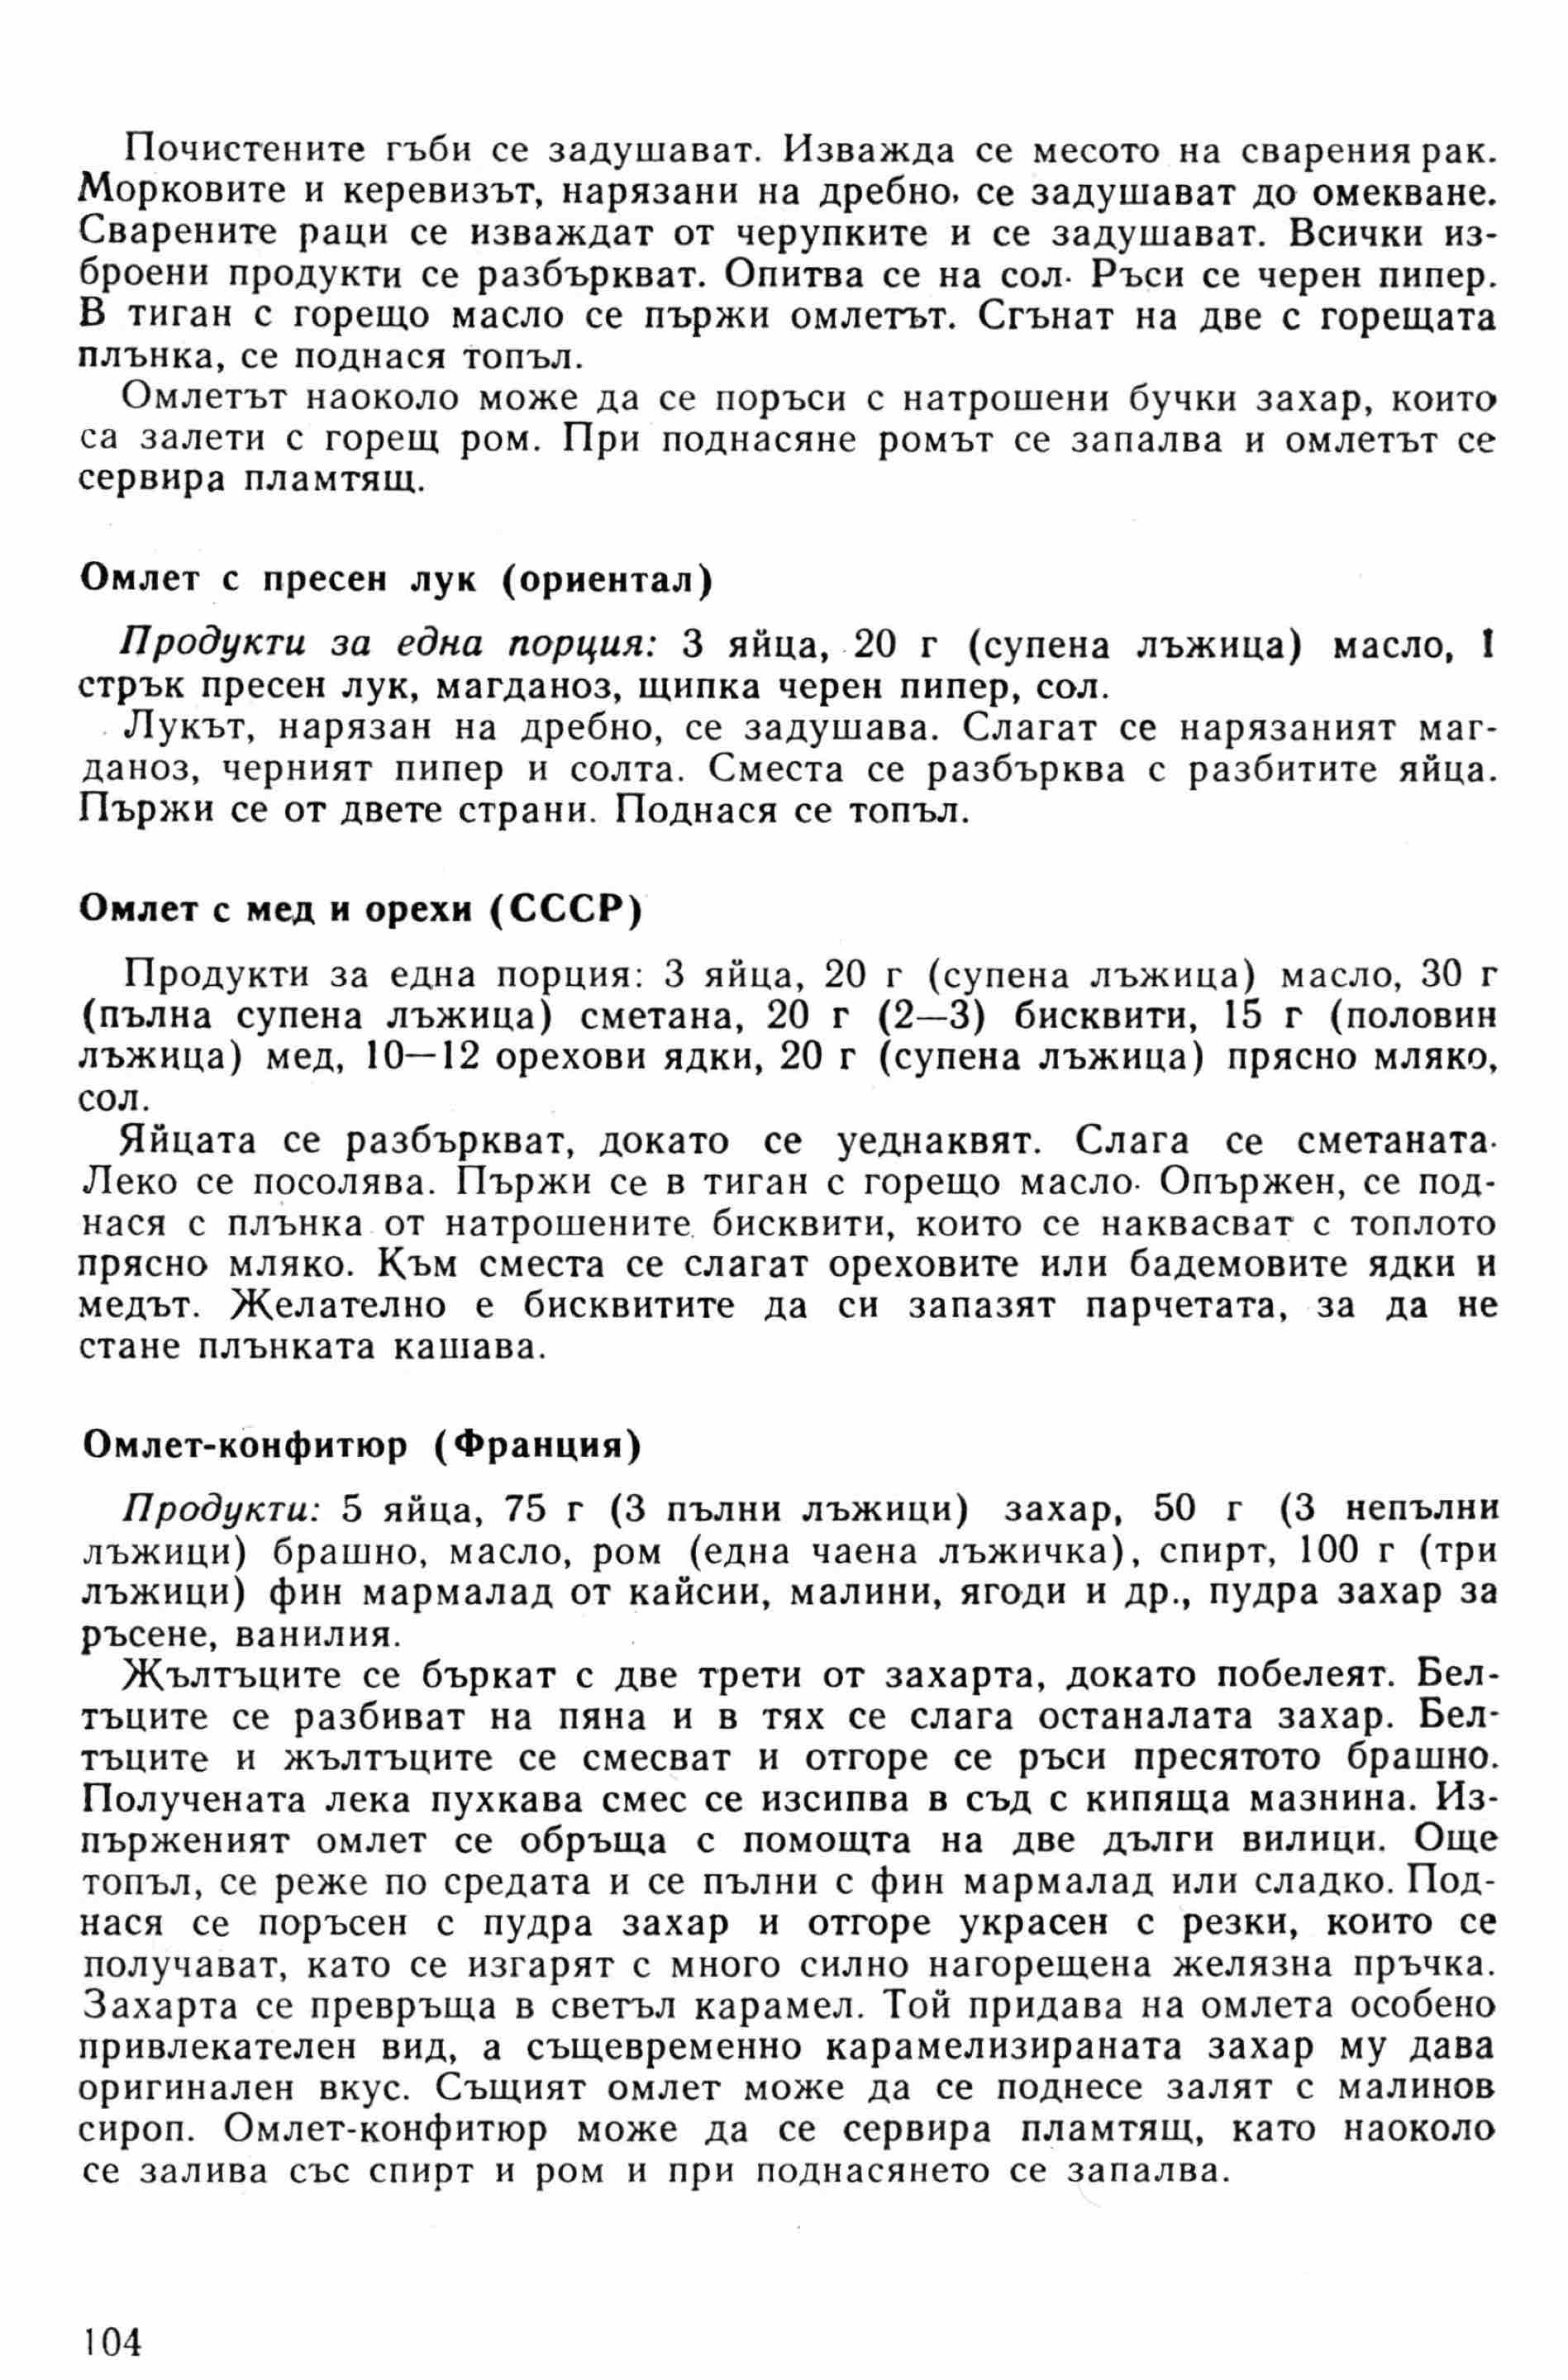 Почистените гъби се задушават. Изважда се месото на сварения рак.
Морковите и керевизът, нарязани на дребно, се задушават до омекване.
Сварените раци се изваждат от черупките и се задушават. Всички из-
броени продукти се разбъркват. Опитва се на сол. Ръси се черен пипер.
В тиган с горещо масло се пържи омлетът. Сгънат на две с горещата
плънка, се поднася топъл.
Омлетът наоколо може да се поръси с натрошени бучки захар, които
са залети с горещ ром. При поднасяне ромът се запалва и омлетът се
сервира пламтящ.
Омлет с пресен лук (ориентал)
Продукти за една порция: 3 яйца, 20 г (супена лъжица) масло, 1
стрък пресен лук, магданоз, щипка черен пипер, сол.
Лукът, нарязан на дребно, се задушава. Слагат се нарязаният маг-
даноз, черният пипер и солта. Сместа се разбърква с разбитите яйца.
Пържи се от двете страни. Поднася се топъл.
Омлет с мед и орехи (СССР)
Продукти за една порция: 3 яйца, 20 г (супена лъжица) масло, 30 г
(пълна супена лъжица) сметана, 20 г (2—3) бисквити, 15 г (половин
лъжица) мед, 10—12 орехови ядки, 20 г (супена лъжица) прясно мляко,
сол.
Яйцата се разбъркват, докато се уеднаквят. Слага се сметаната.
Леко се посолява. Пържи се в тиган с горещо масло. Опържен, се под-
нася с плънка от натрошените бисквити, които се наквасват с топлото
прясно мляко. Към сместа се слагат ореховите или бадемовите ядки и
медът. Желателно е бисквитите да си запазят парчетата, за да не
стане плънката кашава.
Омлет-конфитюр (Франция)
Продукти: 5 яйца, 75 г (3 пълни лъжици) захар, 50 г (3 непълни
лъжици) брашно, масло, ром (една чаена лъжичка), спирт, 100 г (три
лъжици) фин мармалад от кайсии, малини, ягоди и др., пудра захар за
ръсене, ванилия.
Жълтъците се бъркат с две трети от захарта, докато побелеят. Бел-
тъците се разбиват на пяна и в тях се слага останалата захар. Бел-
тъците и жълтъците се смесват и отгоре се ръси пресятото брашно.
Получената лека пухкава смес се изсипва в съд с кипяща мазнина. Из-
пърженият омлет се обръща с помощта на две дълги вилици. Още
топъл, се реже по средата и се пълни с фин мармалад или сладко. Под-
нася се поръсен с пудра захар и отгоре украсен с резки, които се
получават, като се изгарят с много силно нагорещена желязна пръчка.
Захарта се превръща в светъл карамел. Той придава на омлета особено
привлекателен вид, а същевременно карамелизираната захар му дава
оригинален вкус. Същият омлет може да се поднесе залят с малинов
сироп. Омлет-конфитюр може да се сервира пламтящ, като наоколо
се залива със спирт и ром и при поднасянето се запалва.
104